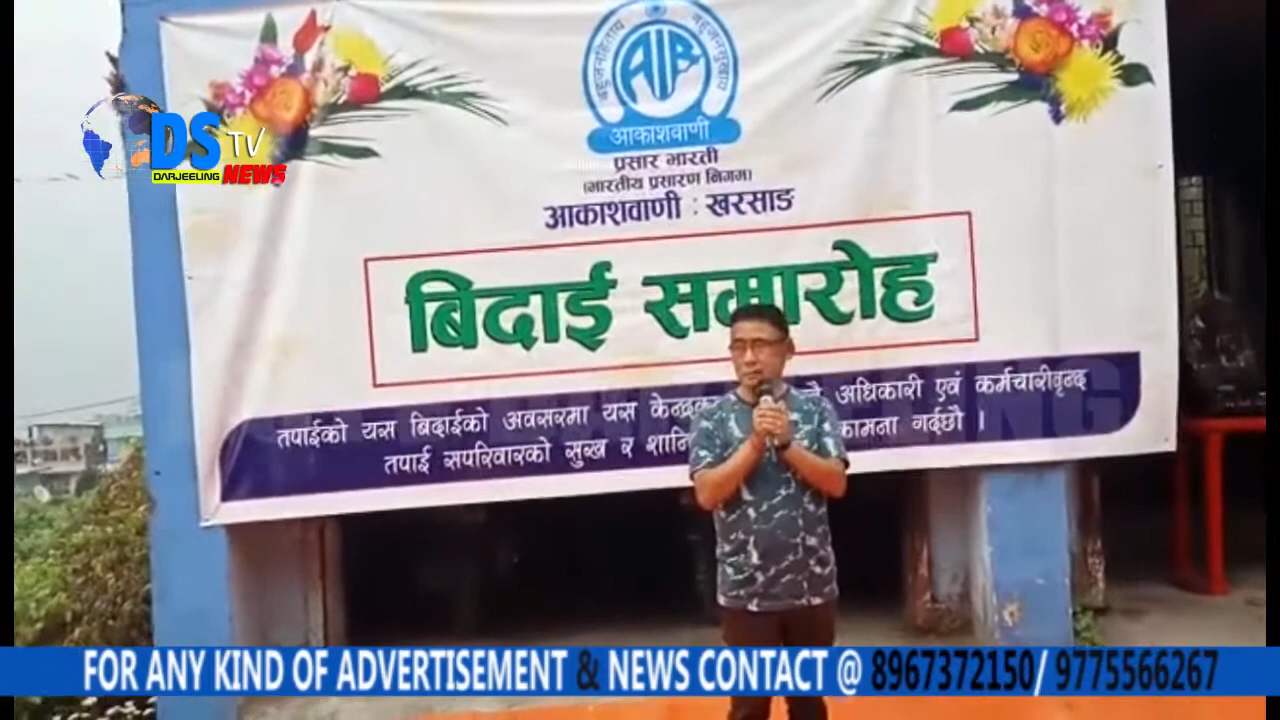 बहुजनहिताय बहुजनसुखाय
AIR
आकाशवाणी
प्रसार भारती
(भारतीय प्रसारण निगम)
आकाशवाणी : खरसाङ
DS TV
DARJEELING NEWS
बिदाई समारोह
तपाईको यस बिदाईको अवसरमा यस अधिकारी एवं कर्मचारीवृन्द
तपाई सपरिवारको सुख र गर्दछौ ।
FOR ANY KIND OF ADVERTISEMENT & NEWS CONTACT @ 8967372150/ 9775566267